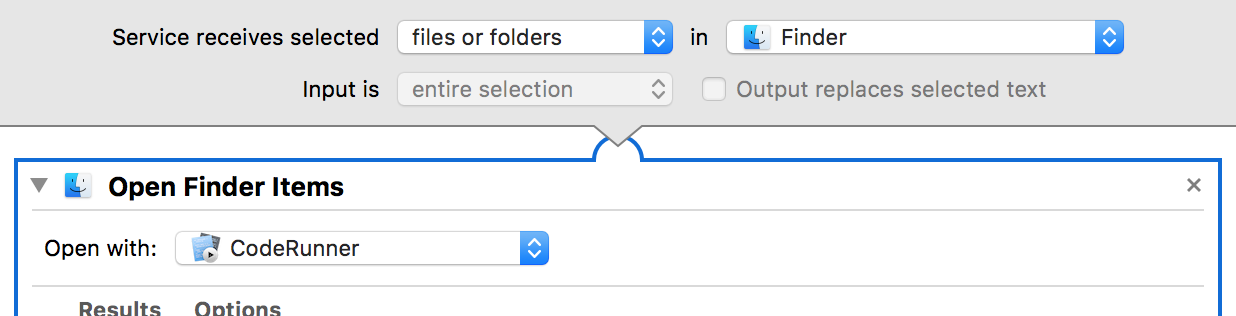 Service receives selected files or folders in Finder
Input is entire selection Output replaces selected text
Open Finder Items
Open with: CodeRunner
Results Options